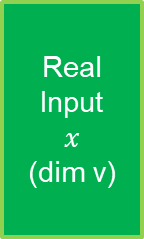 Real
Input
𝑥
(dim v)